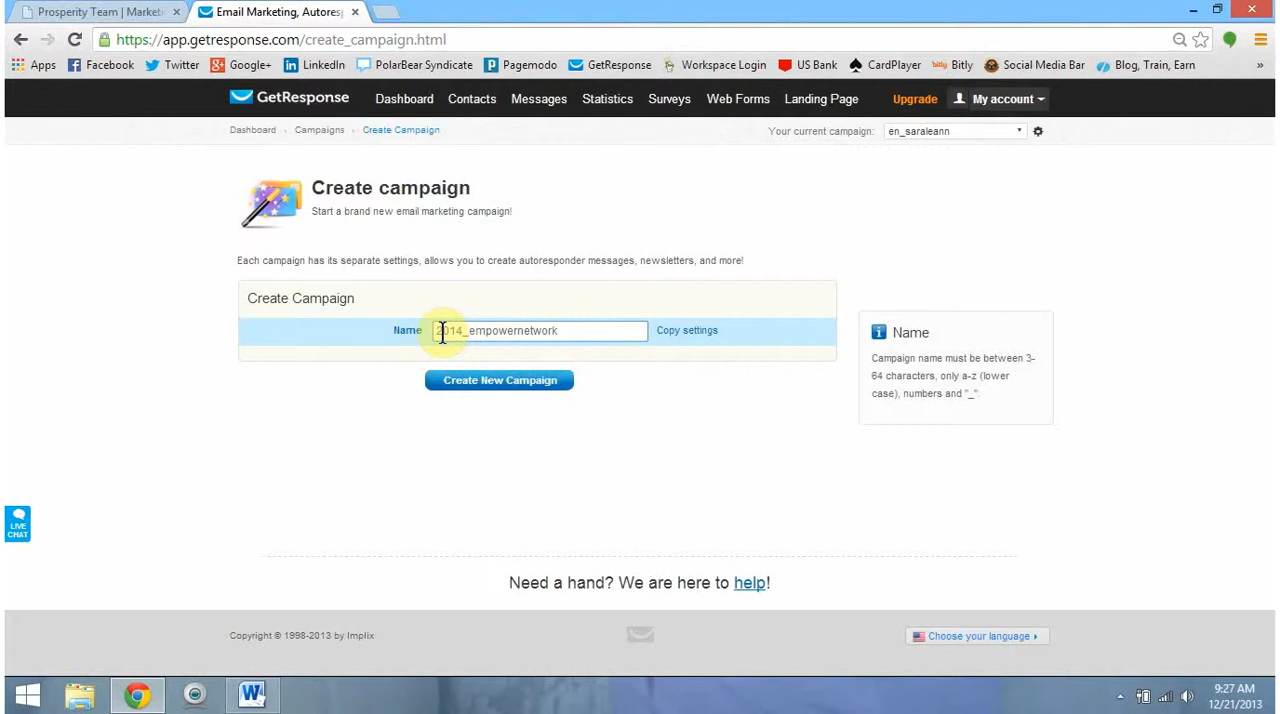 Prosperity Team | Marketi
Email Marketing, Autoresp
https://app.getresponse.com/create_campaign.html
Apps Facebook Twitter Google+ LinkedIn PolarBear Syndicate Pagemodo GetResponse Workspace Login US Bank CardPlayer Bitly Social Media Bar Blog, Train, Earn »
GetResponse Dashboard Contacts Messages Statistics Surveys Web Forms Landing Page Upgrade My account
Dashboard Campaigns Create Campaign Your current campaign: en_saraleann
Create campaign
Start a brand new email marketing campaign!
Each campaign has its separate settings, allows you to create autoresponder messages, newsletters, and more!
Create Campaign
Name 2014_empowernetwork Copy settings
Create New Campaign
Name
Campaign name must be between 3-
64 characters, only a-z (lower
case), numbers and "_".
LIVE
CHAT
Need a hand? We are here to help!
Copyright © 1998-2013 by Implix
Choose your language
9:27 AM
12/21/2013